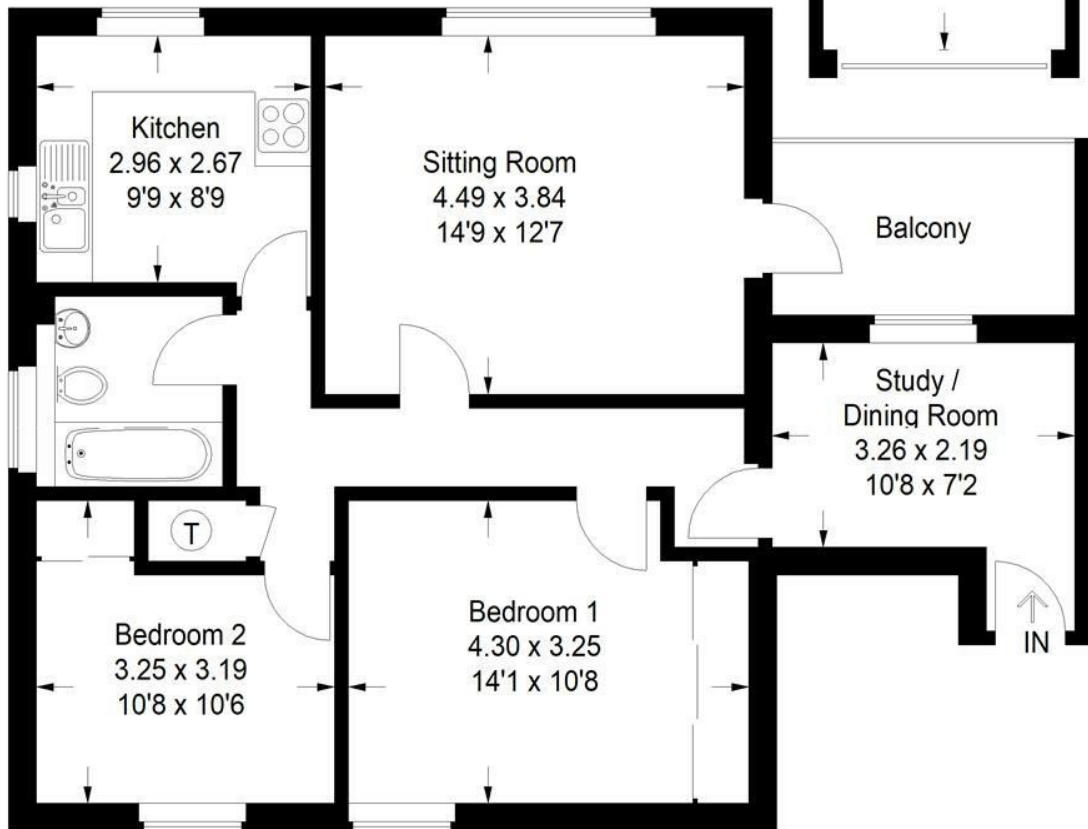 Kitchen
2.96 x 2.67
9'9 x 8'9
Sitting Room
4.49 x 3.84
14'9 x 12'7
Balcony
Study /
Dining Room
3.26 x 2.19
10'8 x 7'2
T
Bedroom 2
3.25 x 3.19
10'8 x 10'6
Bedroom 1
4.30 x 3.25
14'1 x 10'8
IN